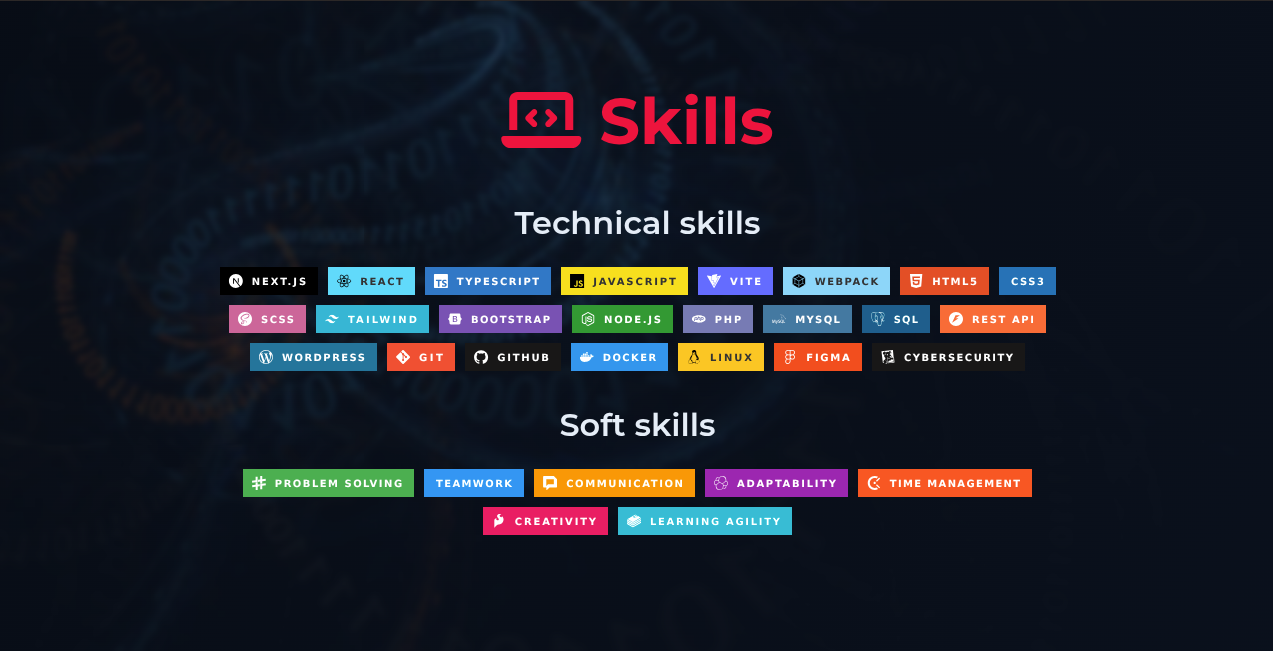 Skills
Technical skills
NEXT.JS REACT TYPESCRIPT JAVASCRIPT VITE WEBPACK HTML5 CSS3
SCSS TAILWIND BOOTSTRAP NODE.JS PHP MYSQL SQL REST API
WORDPRESS GIT GITHUB DOCKER LINUX FIGMA CYBERSECURITY
Soft skills
PROBLEM SOLVING TEAMWORK COMMUNICATION ADAPTABILITY TIME MANAGEMENT
CREATIVITY LEARNING AGILITY